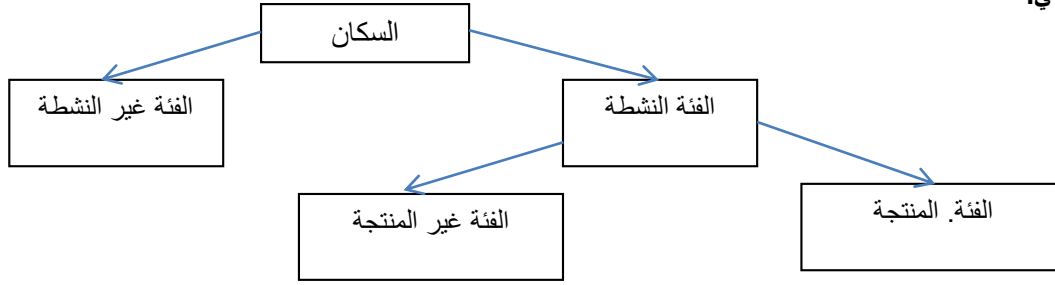 السكان
الفئة النشطة
الفئة غير النشطة
الفئة. المنتجة
الفئة غير المنتجة